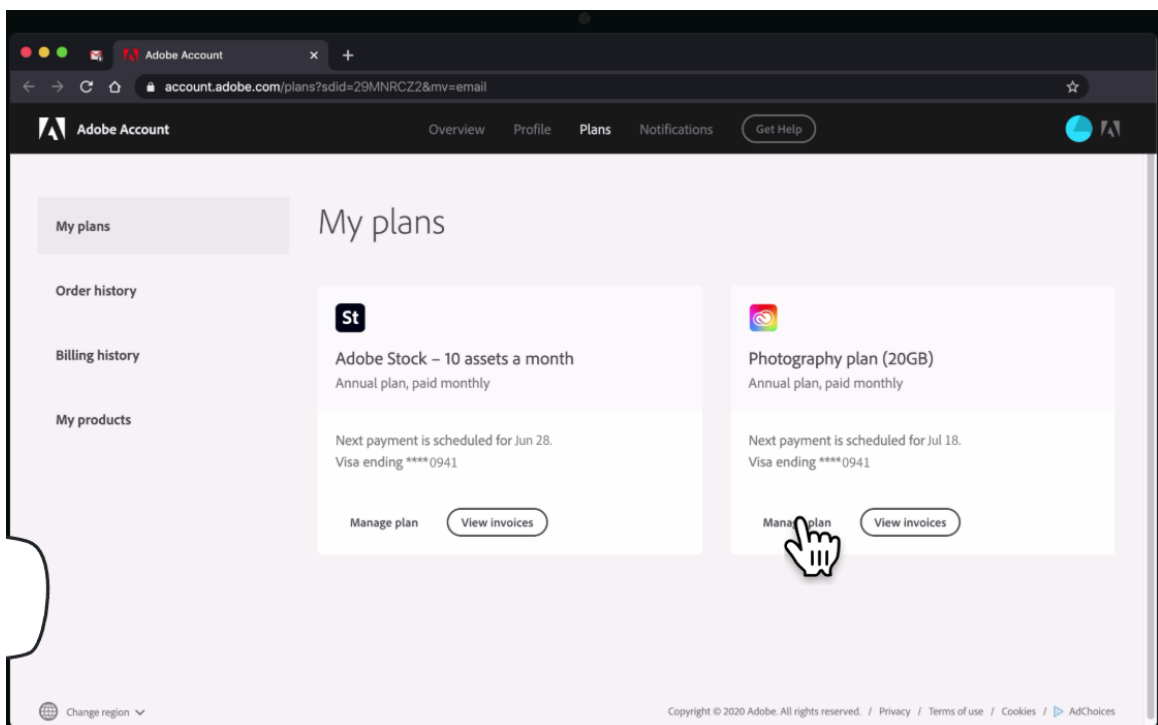 Adobe Account
account.adobe.com/plans?sdid=29MNRCZ2&mv=email
Adobe Account
Overview
Profile
Plans
Notifications
Get Help
My plans
Order history
Billing history
My products
My plans
St
Adobe Stock – 10 assets a month
Annual plan, paid monthly
Next payment is scheduled for Jun 28.
Visa ending ****0941
Manage plan
View invoices
Photography plan (20GB)
Annual plan, paid monthly
Next payment is scheduled for Jul 18.
Visa ending ****0941
Manage plan
View invoices
Change region
Copyright © 2020 Adobe. All rights reserved. / Privacy / Terms of use / Cookies / AdChoices